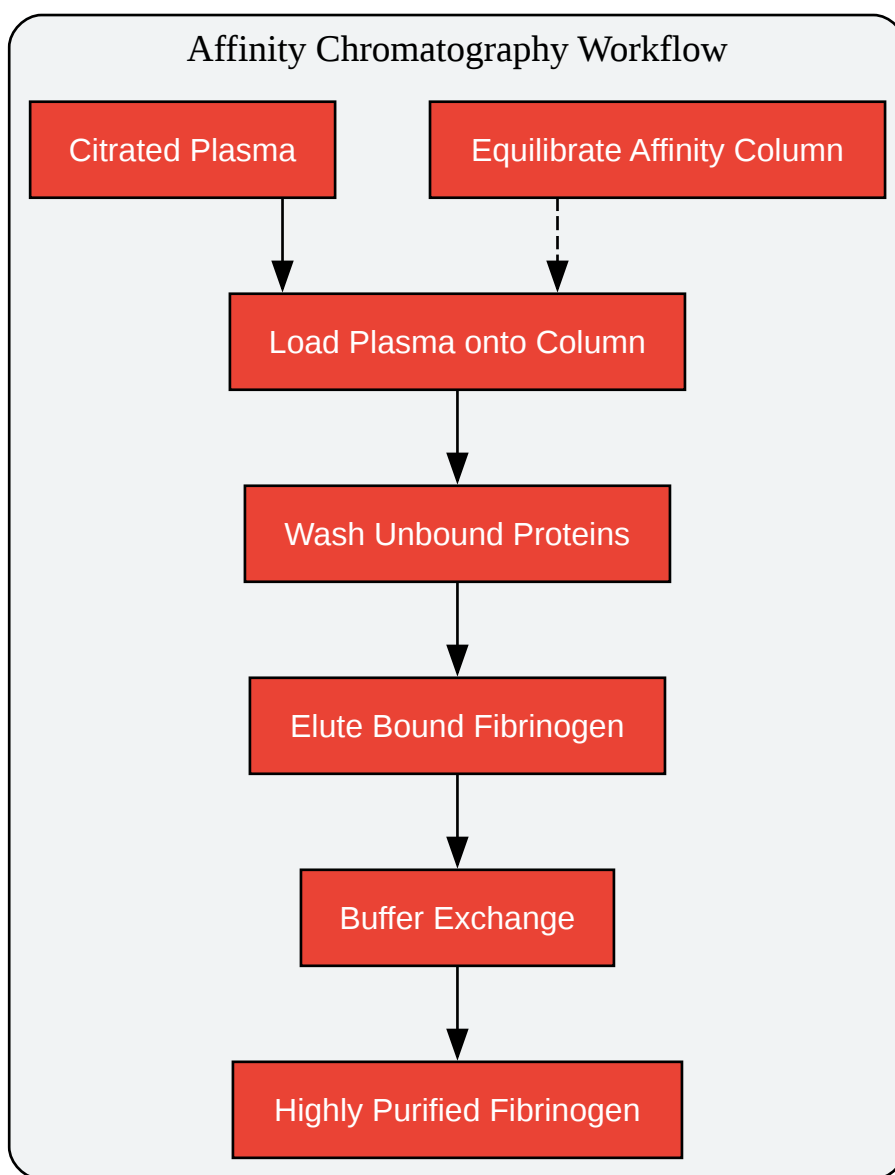 Affinity Chromatography Workflow
Citrated Plasma
Equilibrate Affinity Column
Load Plasma onto Column
Wash Unbound Proteins
Elute Bound Fibrinogen
Buffer Exchange
Highly Purified Fibrinogen